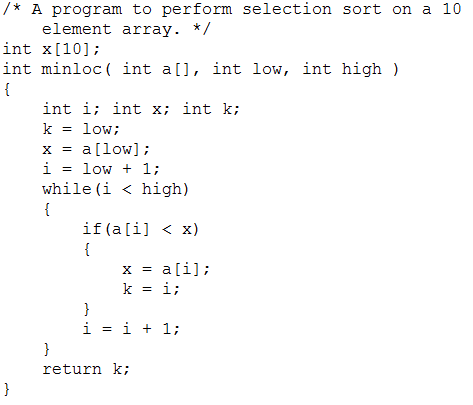 /* A program to perform selection sort on a 10
    element array. */
int x[10];
int minloc( int a[], int low, int high )
{
    int i; int x; int k;
    k = low;
    x = a[low];
    i = low + 1;
    while(i < high)
    {
        if(a[i] < x)
        {
            x = a[i];
            k = i;
        }
        i = i + 1;
    }
    return k;
}